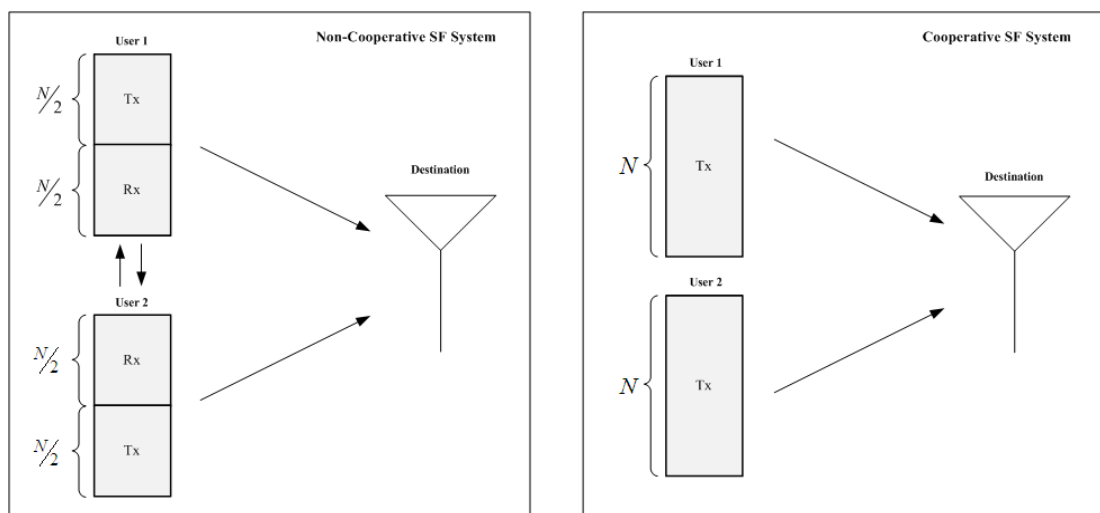 Non-Cooperative SF System
User 1
N/2
Tx
N/2
Rx
Destination
User 2
N/2
Rx
N/2
Tx
Cooperative SF System
User 1
N
Tx
Destination
User 2
N
Tx